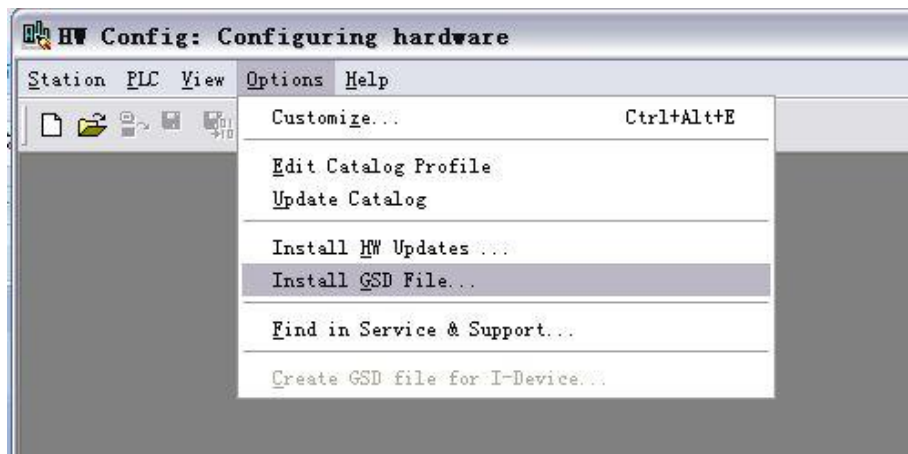 HW Config: Configuring hardware
Station PLC View Options Help
Customize... Ctrl+Alt+E
Edit Catalog Profile
Update Catalog
Install HW Updates ...
Install GSD File...
Find in Service & Support...
Create GSD file for I-Device...